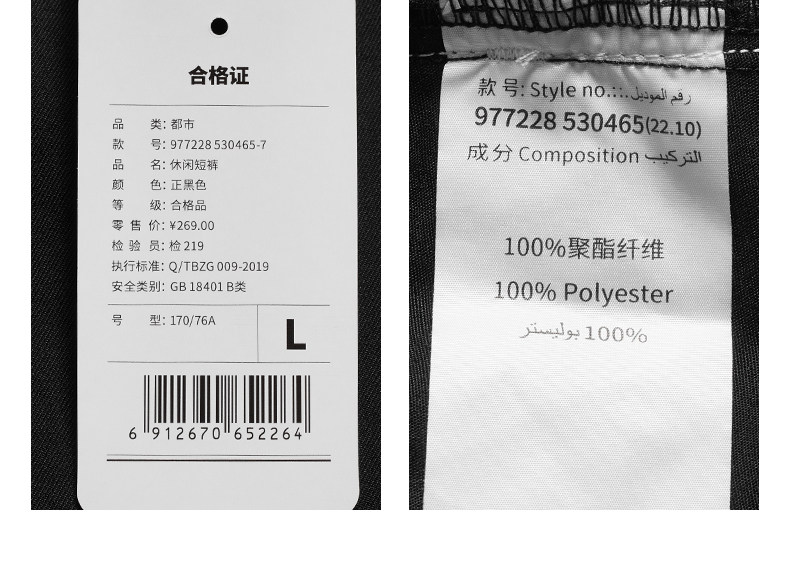 合格证
品 类: 都市
款 号: 977228 530465-7
品 名: 休闲短裤
颜 色: 正黑色
等 级: 合格品
零 售 价: ¥269.00
检 验 员: 检 219
执行标准: Q/TBZG 009-2019
安全类别: GB 18401 B类
号 型: 170/76A
L
6 912670 652264
款 号: Style no.::. رقم الموديل
977228 530465(22.10)
成 分 Composition التركيب
100%聚酯纤维
100% Polyester
100% بوليستر